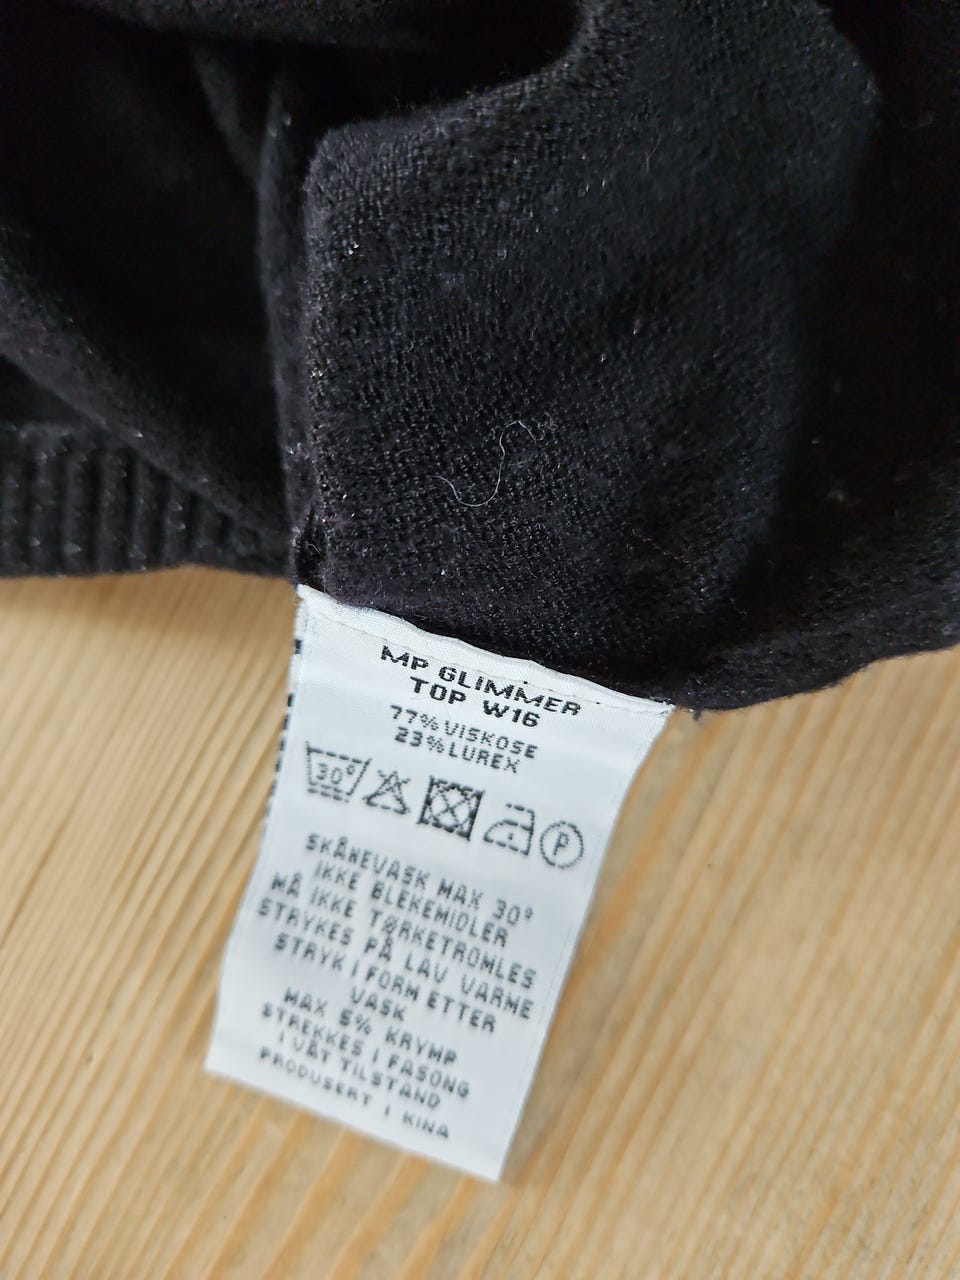 MP GLIMMER
TOP W16
77%VISKOSE
23%LUREX
30°
P
SKÅNEVASK MAX 30°
IKKE BLEKEMIDLER
MÅ IKKE TØRKETROMLES
STRYKES PÅ LAV VARME
STRYK I FORM ETTER
VASK
MAX 5% KRYMP
STREKKES I FASONG
I VÅT TILSTAND
PRODUSERT I KINA